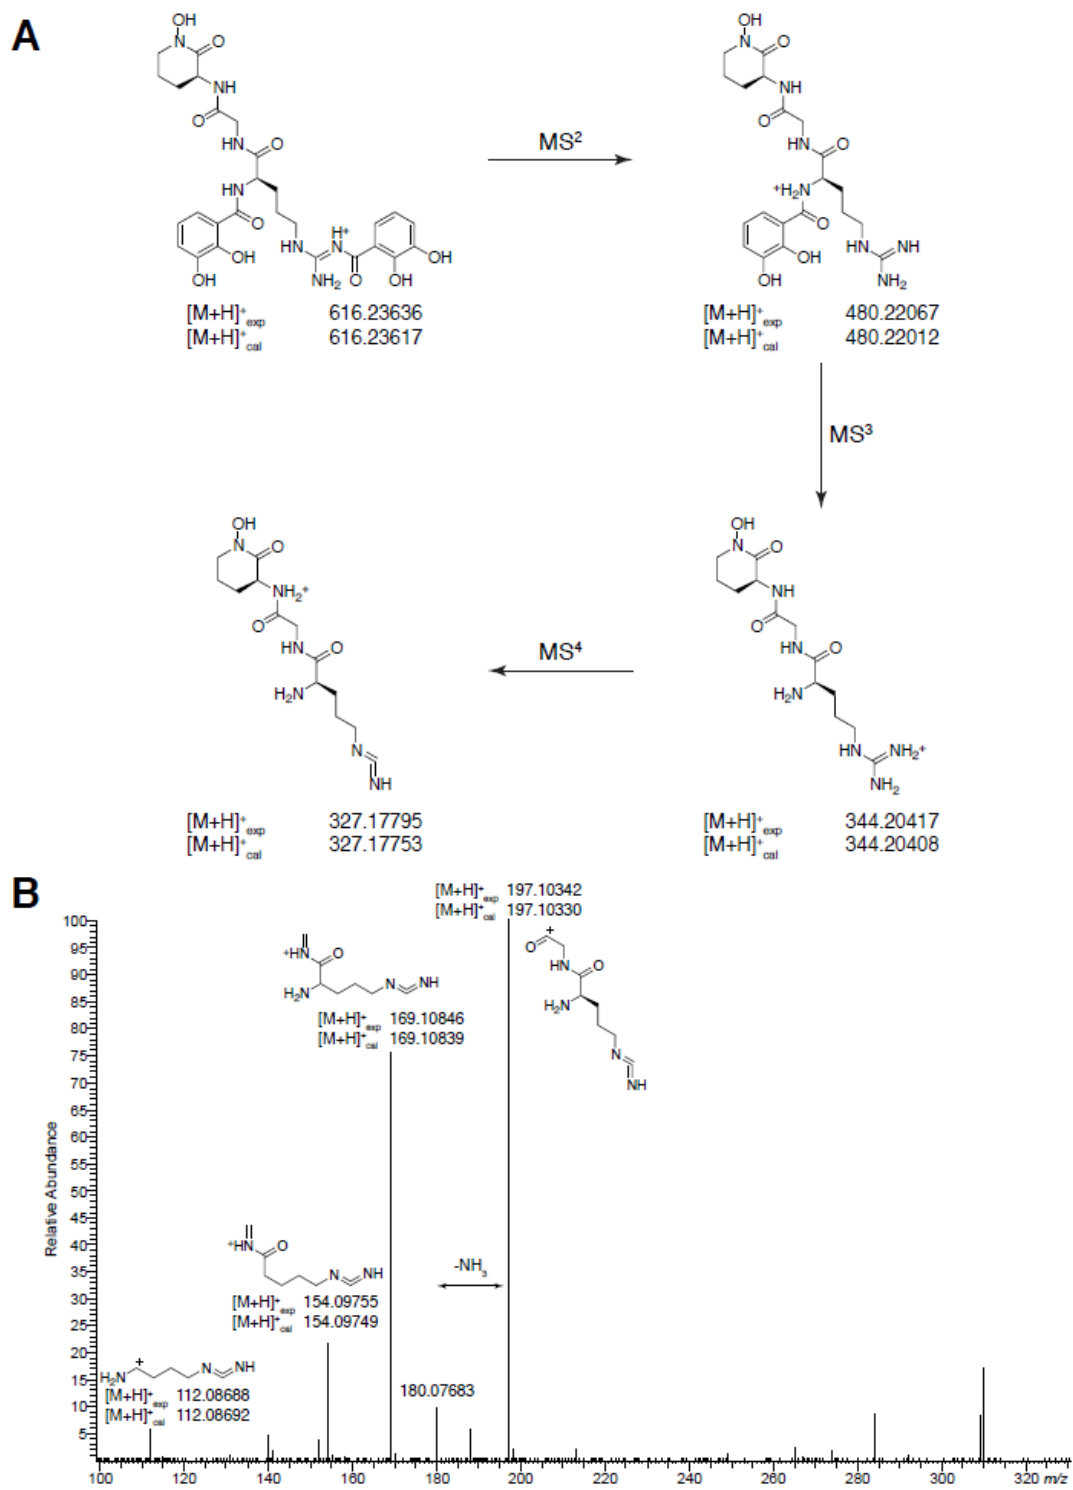 A
OH
N
O
NH
O
HN
O
HN
O
OH
OH
HN
H+
N
NH2
O
OH
OH
[M+H]+exp 616.23636
[M+H]+cal 616.23617
MS2
OH
N
O
NH
O
HN
O
+H2N
O
OH
OH
HN
NH
NH2
[M+H]+exp 480.22067
[M+H]+cal 480.22012
MS3
OH
N
O
NH2+
O
HN
O
H2N
N
NH
[M+H]+exp 327.17795
[M+H]+cal 327.17753
MS4
OH
N
O
NH
O
HN
O
H2N
HN
NH2+
NH2
[M+H]+exp 344.20417
[M+H]+cal 344.20408
B
[M+H]+exp 197.10342
[M+H]+cal 197.10330
+
O
HN
O
H2N
N
NH
+HN
O
H2N
N
NH
[M+H]+exp 169.10846
[M+H]+cal 169.10839
+HN
O
N
NH
[M+H]+exp 154.09755
[M+H]+cal 154.09749
-NH3
+
H2N
N
NH
[M+H]+exp 112.08688
[M+H]+cal 112.08692
180.07683
Relative Abundance
100
95
90
85
80
75
70
65
60
55
50
45
40
35
30
25
20
15
10
5
100 120 140 160 180 200 220 240 260 280 300 320 m/z